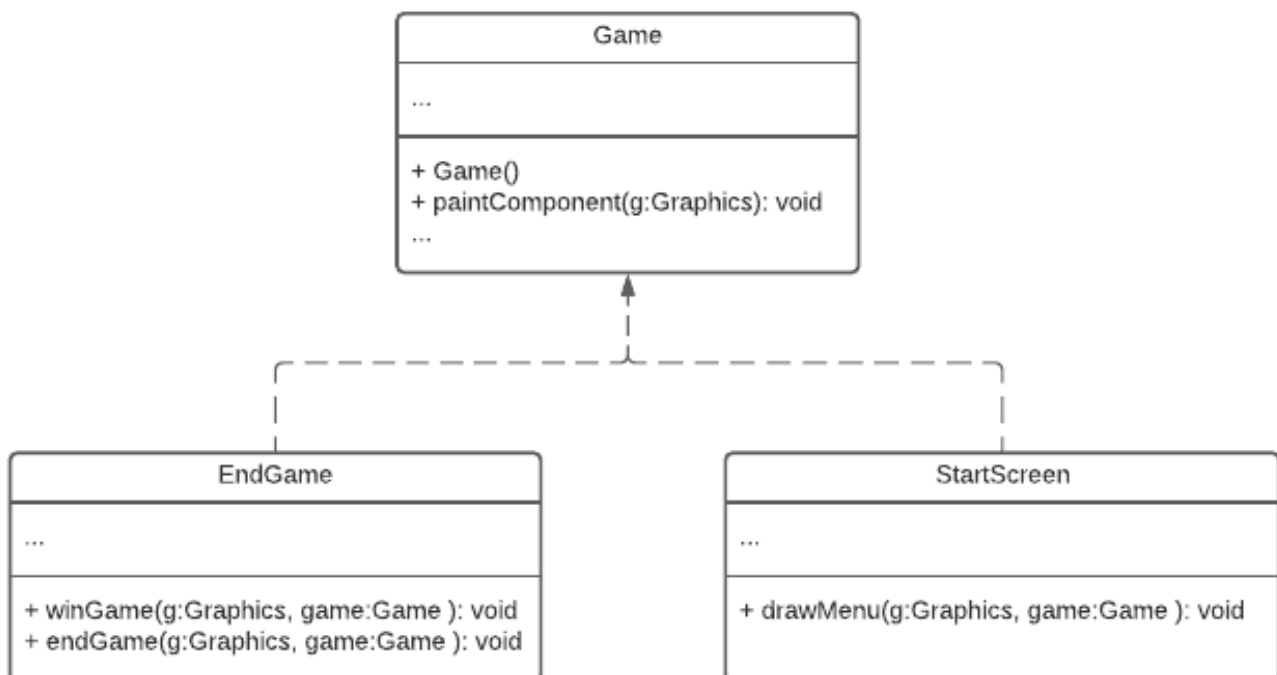 Game
...
+ Game()
+ paintComponent(g:Graphics): void
...
EndGame
...
+ winGame(g:Graphics, game:Game ): void
+ endGame(g:Graphics, game:Game ): void
StartScreen
...
+ drawMenu(g:Graphics, game:Game ): void